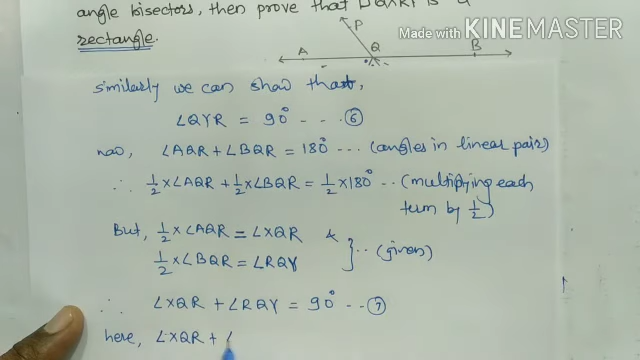 angle bisectors, then prove that □ QXRY is a
rectangle.
P
A Q B
Made with KINEMASTER
similarly we can show that,
∠QYR = 90° --- ⑥
now, ∠AQR + ∠BQR = 180° --- (angles in linear pair)
∴ 1/2 × ∠AQR + 1/2 × ∠BQR = 1/2 × 180° -- (multiplying each
term by 1/2)
But, 1/2 × ∠AQR = ∠XQR &
1/2 × ∠BQR = ∠RQY } -- (given)
∴ ∠XQR + ∠RQY = 90° -- ⑦
here, ∠XQR + ∠